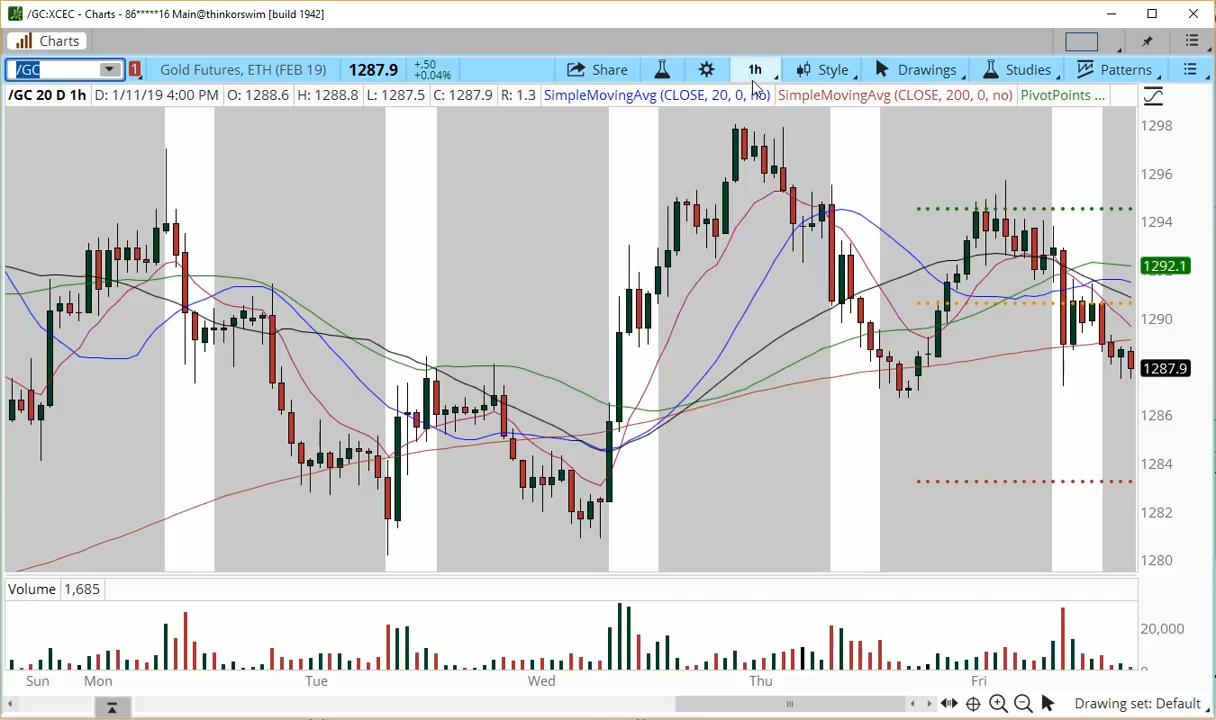 /GC:XCEC - Charts - 86*****16 Main@thinkorswim [build 1942]
Charts
/GC 1 Gold Futures, ETH (FEB 19) 1287.9 +.50 +0.04% Share 1h Style Drawings Studies Patterns
/GC 20 D 1h D: 1/11/19 4:00 PM O: 1288.6 H: 1288.8 L: 1287.5 C: 1287.9 R: 1.3 SimpleMovingAvg (CLOSE, 20, 0, no) SimpleMovingAvg (CLOSE, 200, 0, no) PivotPoints ...
1298
1296
1294
1292.1
1290
1287.9
1286
1284
1282
1280
Volume 1,685
20,000
Sun Mon Tue Wed Thu Fri
Drawing set: Default